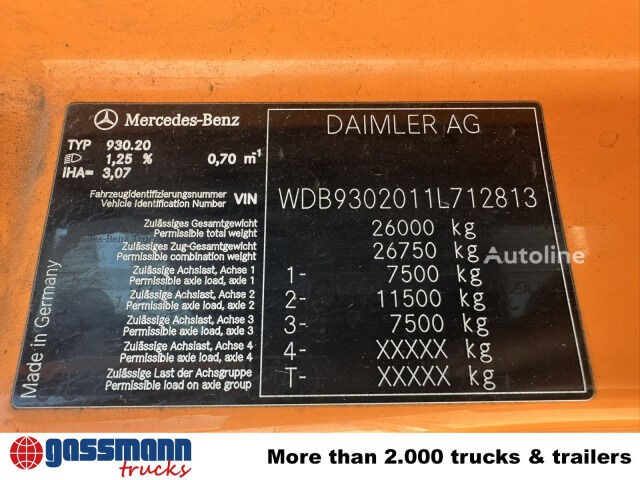 Mercedes-Benz
TYP 930.20
1,25 % 0,70 m⁻¹
IHA= 3,07
DAIMLER AG
Fahrzeugidentifizierungsnummer
Vehicle Identification Number VIN WDB9302011L712813
Zulässiges Gesamtgewicht
Permissible total weight 26000 kg
Zulässiges Zug-Gesamtgewicht
Permissible combination weight 26750 kg
Zulässige Achslast, Achse 1
Permissible axle load, axle 1 1- 7500 kg
Zulässige Achslast, Achse 2
Permissible axle load, axle 2 2- 11500 kg
Zulässige Achslast, Achse 3
Permissible axle load, axle 3 3- 7500 kg
Zulässige Achslast, Achse 4
Permissible axle load, axle 4 4- XXXXX kg
Zulässige Last der Achsgruppe
Permissible load on axle group T- XXXXX kg
Made in Germany
Autoline
gassmann
trucks
More than 2.000 trucks & trailers